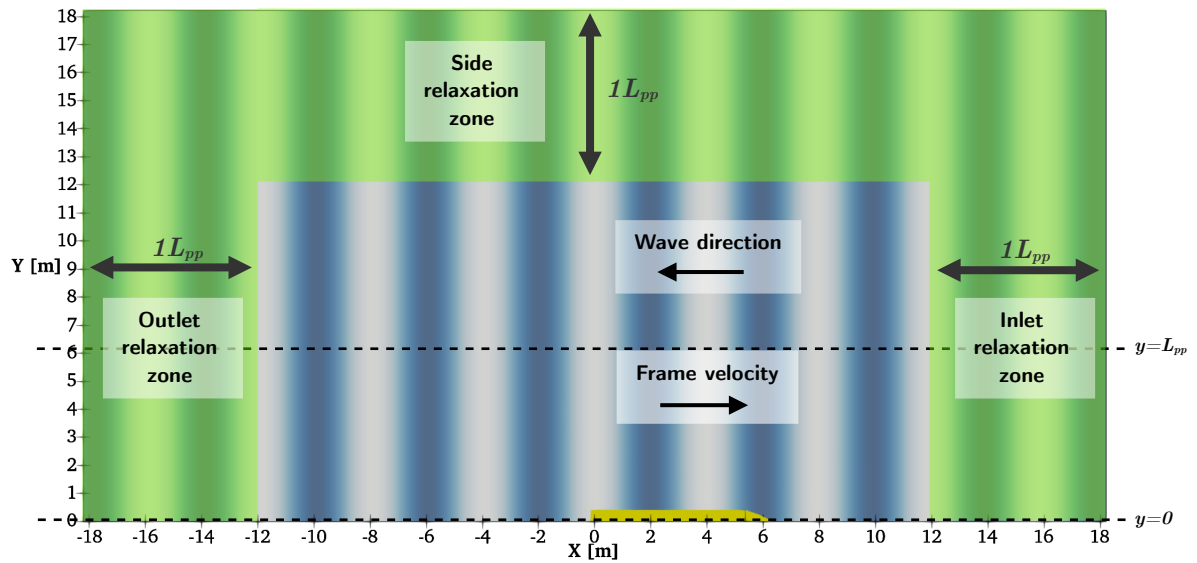 18
17
16
15
14
13
12
11
10
9
8
7
6
5
4
3
2
1
0
Y [m]
Side
relaxation
zone
1Lpp
1Lpp
Outlet
relaxation
zone
Wave direction
Frame velocity
1Lpp
Inlet
relaxation
zone
y=Lpp
y=0
-18 -16 -14 -12 -10 -8 -6 -4 -2 0 2 4 6 8 10 12 14 16 18
X [m]